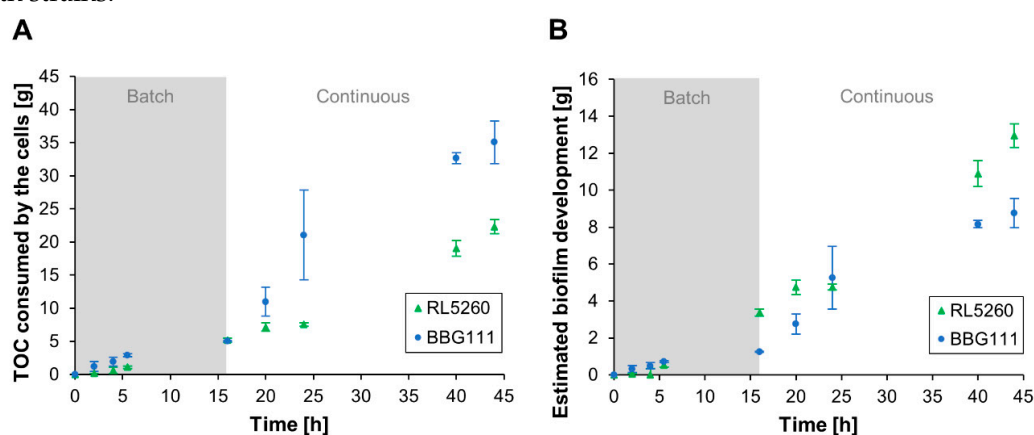 A
B
TOC consumed by the cells [g]
45
40
35
30
25
20
15
10
5
0
Batch
Continuous
RL5260
BBG111
0 5 10 15 20 25 30 35 40 45
Time [h]
Estimated biofilm development [g]
16
14
12
10
8
6
4
2
0
Batch
Continuous
RL5260
BBG111
0 5 10 15 20 25 30 35 40 45
Time [h]